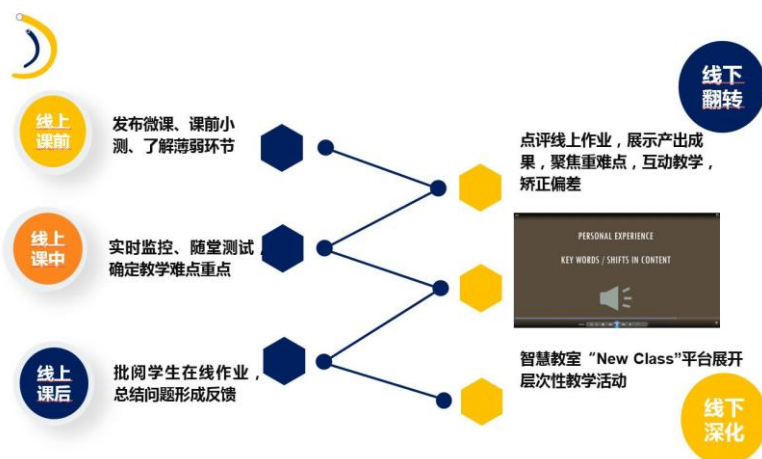 线上
课前
发布微课、课前小
测、了解薄弱环节
线下
翻转
点评线上作业，展示产出成
果，聚焦重难点，互动教学，
矫正偏差
线上
课中
实时监控、随堂测试，
确定教学难点重点
PERSONAL EXPERIENCE
KEY WORDS / SHIFTS IN CONTENT
线上
课后
批阅学生在线作业，
总结问题形成反馈
智慧教室“New Class”平台展开
层次性教学活动
线下
深化